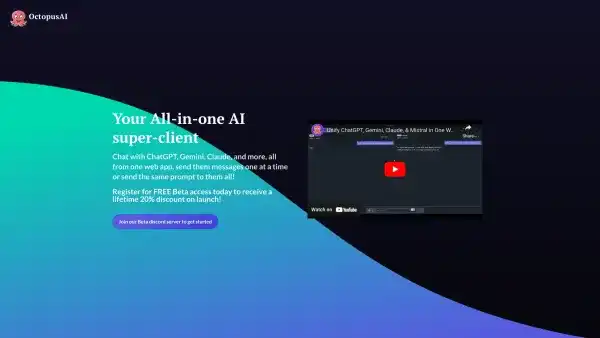 OctopusAI
Your All-in-one AI
super-client
Chat with ChatGPT, Gemini, Claude, and more, all
from one web app, send them messages one at a time
or send the same prompt to them all!
Register for FREE Beta access today to receive a
lifetime 20% discount on launch!
Join our Beta discord server to get started!
Unify ChatGPT, Gemini, Claude, & Mistral in One W...
Share
Watch on YouTube